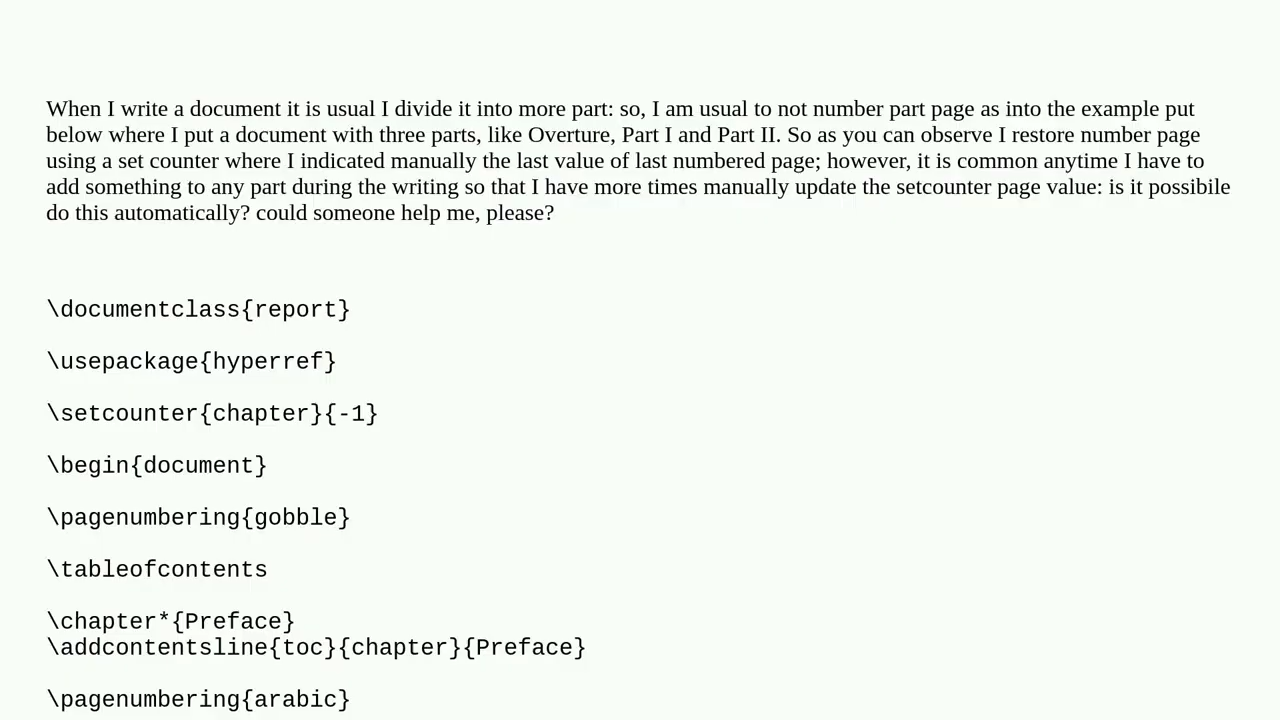 When I write a document it is usual I divide it into more part: so, I am usual to not number part page as into the example put
below where I put a document with three parts, like Overture, Part I and Part II. So as you can observe I restore number page
using a set counter where I indicated manually the last value of last numbered page; however, it is common anytime I have to
add something to any part during the writing so that I have more times manually update the setcounter page value: is it possibile
do this automatically? could someone help me, please?
\documentclass{report}
\usepackage{hyperref}
\setcounter{chapter}{-1}
\begin{document}
\pagenumbering{gobble}
\tableofcontents
\chapter*{Preface}
\addcontentsline{toc}{chapter}{Preface}
\pagenumbering{arabic}